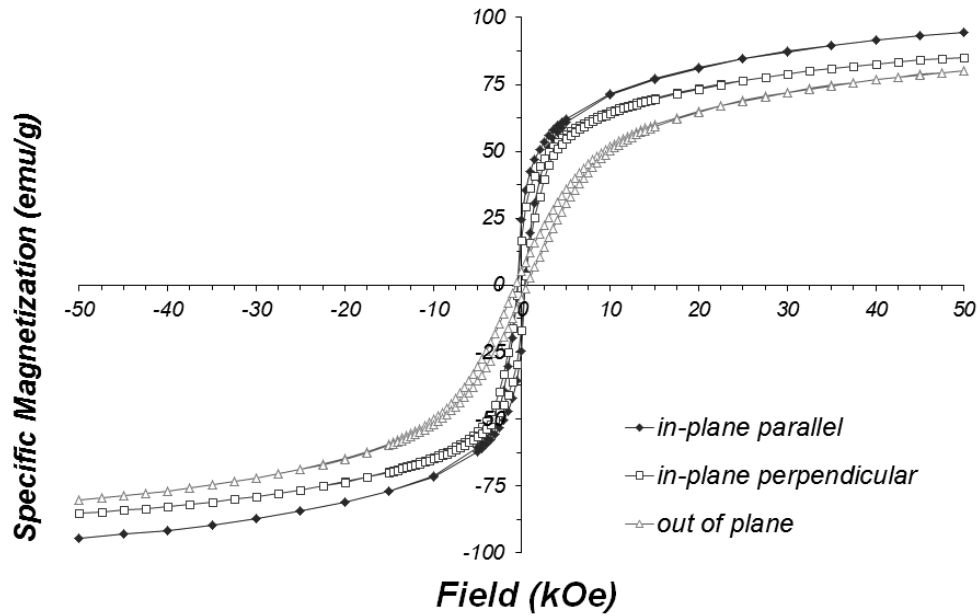 100
75
50
25
0
-50 -40 -30 -20 -10 0 10 20 30 40 50
-25
-50
-75
-100
Specific Magnetization (emu/g)
Field (kOe)
in-plane parallel
in-plane perpendicular
out of plane